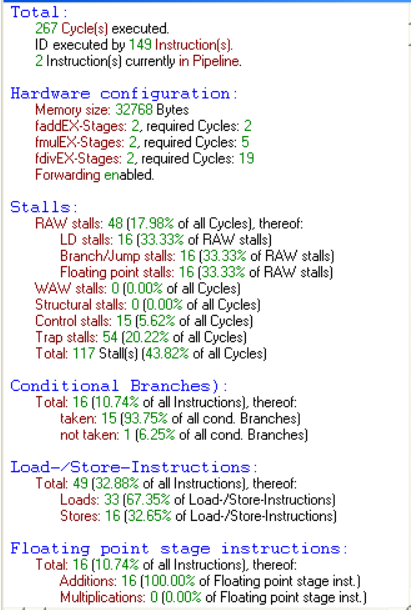 Total:
267 Cycle(s) executed.
ID executed by 149 Instruction(s).
2 Instruction(s) currently in Pipeline.
Hardware configuration:
Memory size: 32768 Bytes
faddEX-Stages: 2, required Cycles: 2
fmulEX-Stages: 2, required Cycles: 5
fdivEX-Stages: 2, required Cycles: 19
Forwarding enabled.
Stalls:
RAW stalls: 48 (17.98% of all Cycles), thereof:
LD stalls: 16 (33.33% of RAW stalls)
Branch/Jump stalls: 16 (33.33% of RAW stalls)
Floating point stalls: 16 (33.33% of RAW stalls)
WAW stalls: 0 (0.00% of all Cycles)
Structural stalls: 0 (0.00% of all Cycles)
Control stalls: 15 (5.62% of all Cycles)
Trap stalls: 54 (20.22% of all Cycles)
Total: 117 Stall(s) (43.82% of all Cycles)
Conditional Branches):
Total: 16 (10.74% of all Instructions), thereof:
taken: 15 (93.75% of all cond. Branches)
not taken: 1 (6.25% of all cond. Branches)
Load-/Store-Instructions:
Total: 49 (32.88% of all Instructions), thereof:
Loads: 33 (67.35% of Load-/Store-Instructions)
Stores: 16 (32.65% of Load-/Store-Instructions)
Floating point stage instructions:
Total: 16 (10.74% of all Instructions), thereof:
Additions: 16 (100.00% of Floating point stage inst.)
Multiplications: 0 (0.00% of Floating point stage inst.)